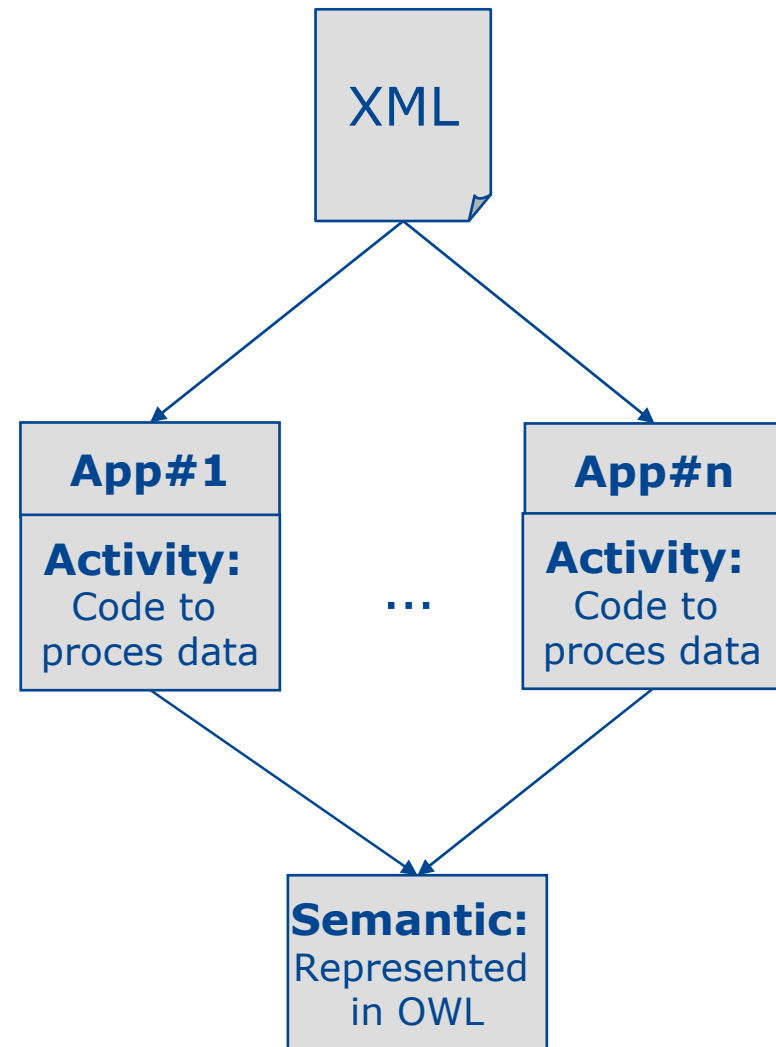 XML
App#1
Activity:
Code to
proces data
...
App#n
Activity:
Code to
proces data
Semantic:
Represented
in OWL